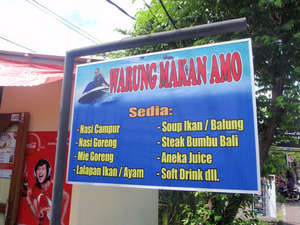 WARUNG MAKAN AMO
Sedia:
- Nasi Campur
- Nasi Goreng
- Mie Goreng
- Lalapan Ikan / Ayam
- Soup Ikan / Balung
- Steak Bumbu Bali
- Aneka Juice
- Soft Drink dll.